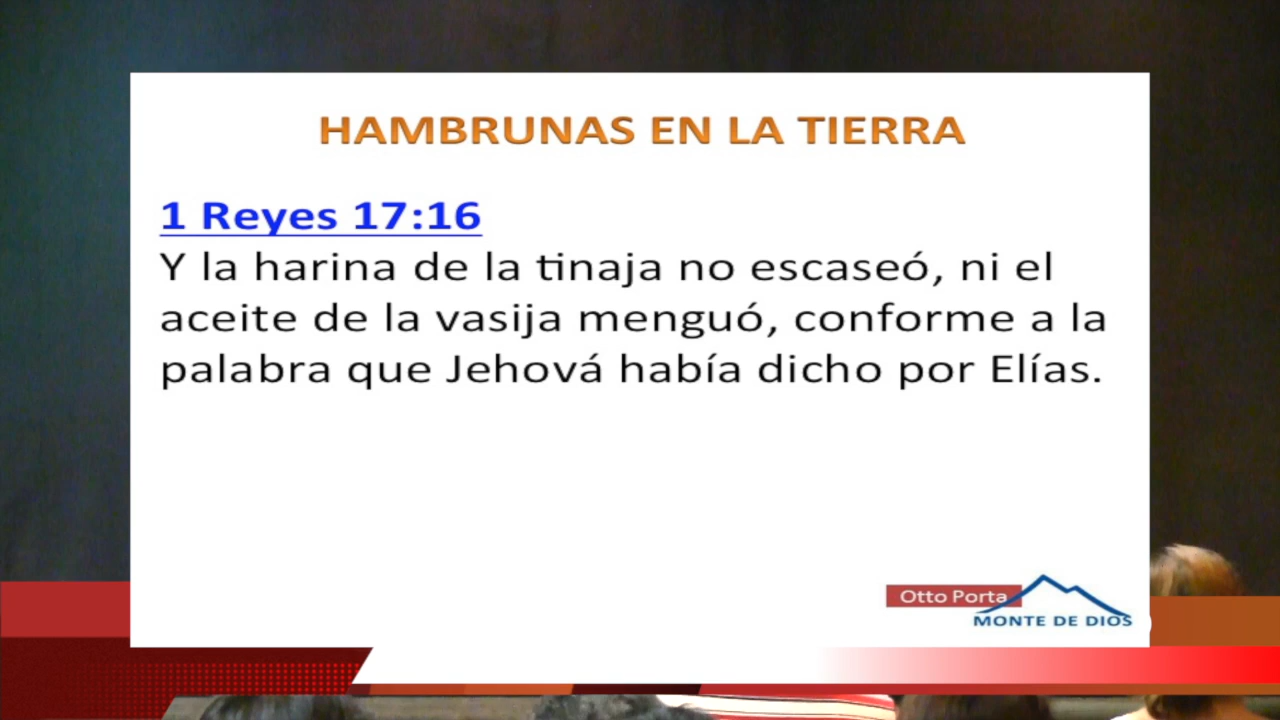 HAMBRUNAS EN LA TIERRA
1 Reyes 17:16
Y la harina de la tinaja no escaseó, ni el
aceite de la vasija menguó, conforme a la
palabra que Jehová había dicho por Elías.
Otto Porta
MONTE DE DIOS